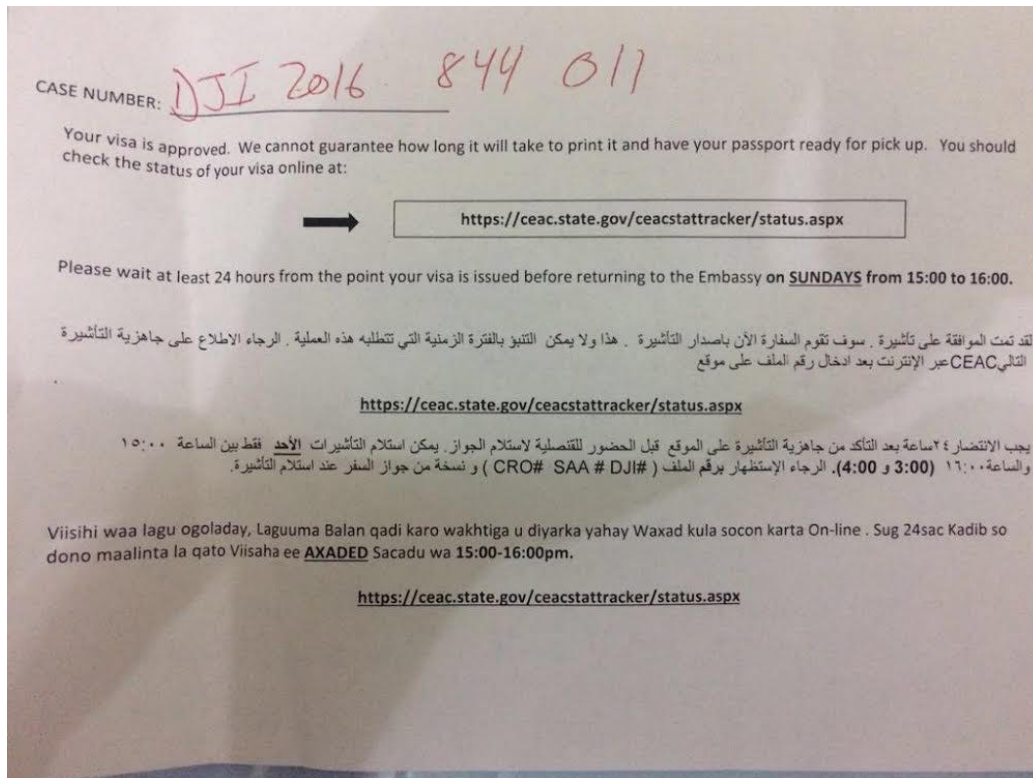 CASE NUMBER: DJI 2016 844 011
Your visa is approved. We cannot guarantee how long it will take to print it and have your passport ready for pick up. You should
check the status of your visa online at:
https://ceac.state.gov/ceacstattracker/status.aspx
Please wait at least 24 hours from the point your visa is issued before returning to the Embassy on SUNDAYS from 15:00 to 16:00.
لقد تمت الموافقة على تأشيرة . سوف تقوم السفارة الآن باصدار التأشيرة . هذا ولا يمكن التنبؤ بالفترة الزمنية التي تتطلبه هذه العملية . الرجاء الاطلاع على جاهزية التأشيرة
عبر الإنترنت بعد ادخال رقم الملف على موقع CEACالتالي
https://ceac.state.gov/ceacstattracker/status.aspx
يجب الانتضار ٢٤ساعة بعد التأكد من جاهزية التأشيرة على الموقع قبل الحضور للقنصلية لاستلام الجواز. يمكن استلام التأشيرات الأحد فقط بين الساعة ١٥:٠٠
والساعة١٦:٠٠ (3:00 و 4:00). الرجاء الإستظهار برقم الملف ( CRO# SAA # DJI# ) و نسخة من جواز السفر عند استلام التأشيرة.
Viisihi waa lagu ogoladay, Laguuma Balan qadi karo wakhtiga u diyarka yahay Waxad kula socon karta On-line . Sug 24sac Kadib so
dono maalinta la qato Viisaha ee AXADED Sacadu wa 15:00-16:00pm.
https://ceac.state.gov/ceacstattracker/status.aspx